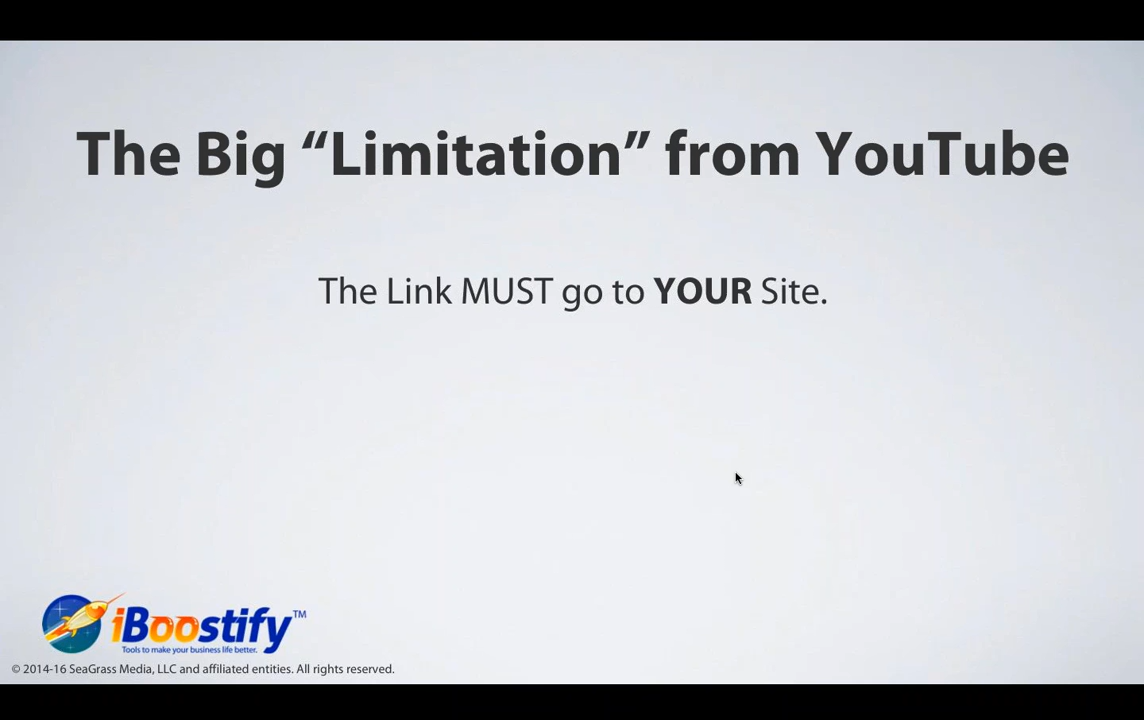 The Big “Limitation” from YouTube
The Link MUST go to YOUR Site.
iBoostify™
Tools to make your business life better.
© 2014-16 SeaGrass Media, LLC and affiliated entities. All rights reserved.